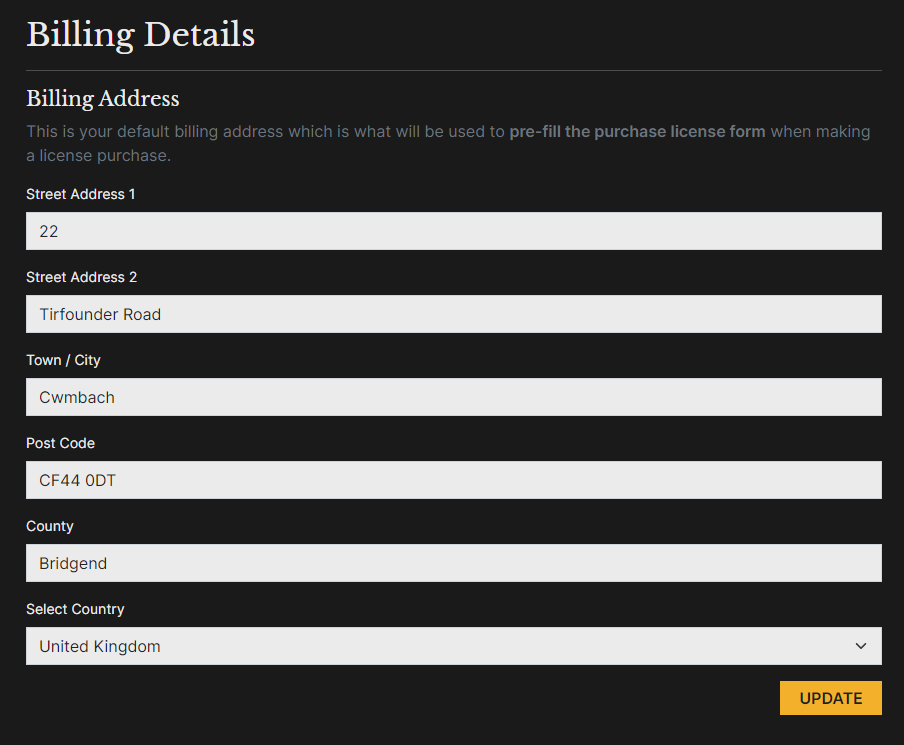 Billing Details
Billing Address
This is your default billing address which is what will be used to pre-fill the purchase license form when making
a license purchase.
Street Address 1
22
Street Address 2
Tirfounder Road
Town / City
Cwmbach
Post Code
CF44 0DT
County
Bridgend
Select Country
United Kingdom
UPDATE